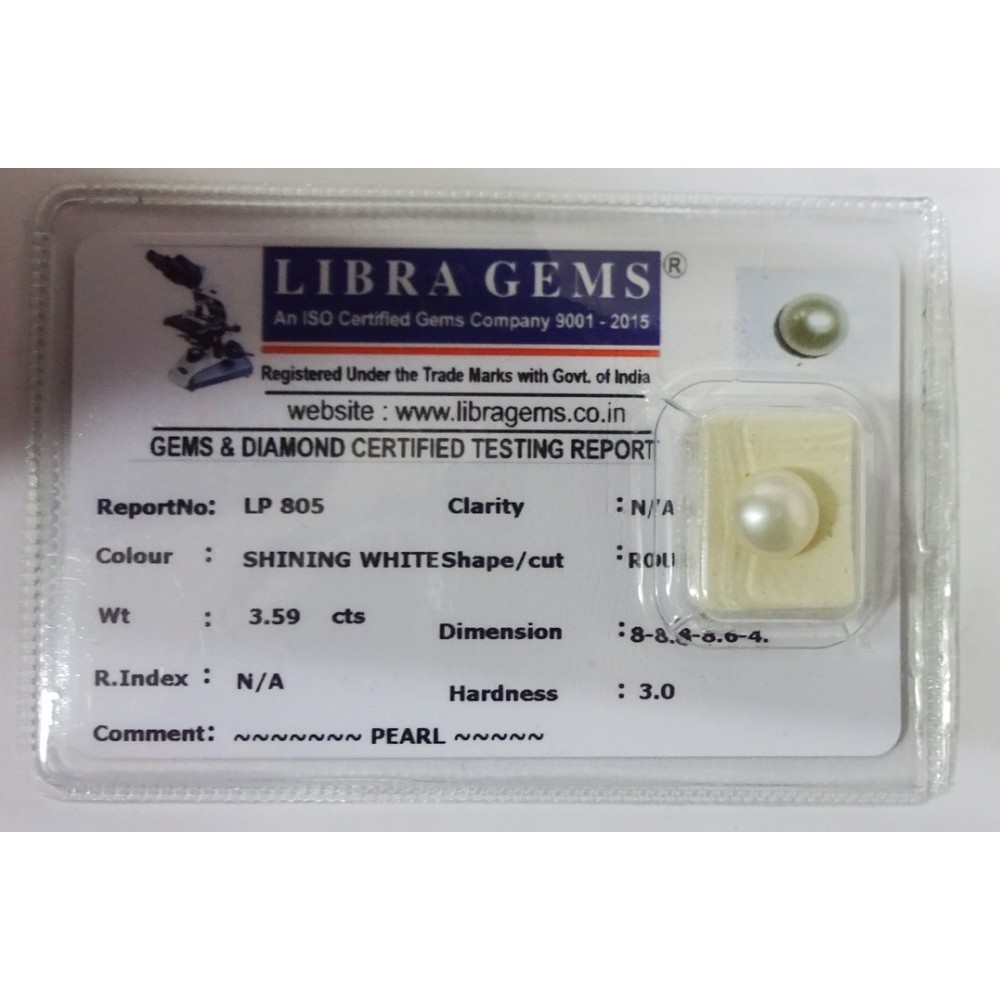 LIBRA GEMS ®
An ISO Certified Gems Company 9001 - 2015
Registered Under the Trade Marks with Govt. of India
website : www.libragems.co.in
GEMS & DIAMOND CERTIFIED TESTING REPORT
ReportNo: LP 805 Clarity : N/A
Colour : SHINING WHITE Shape/cut :
Wt : 3.59 cts Dimension :
R.Index : N/A Hardness : 3.0
Comment: ~~~~~~~ PEARL ~~~~~